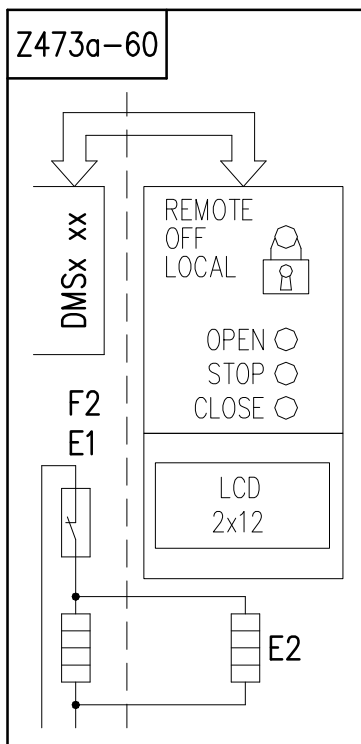 Z473a-60
DMSx xx
REMOTE
OFF
LOCAL
OPEN
STOP
CLOSE
F2
E1
LCD
2x12
E2